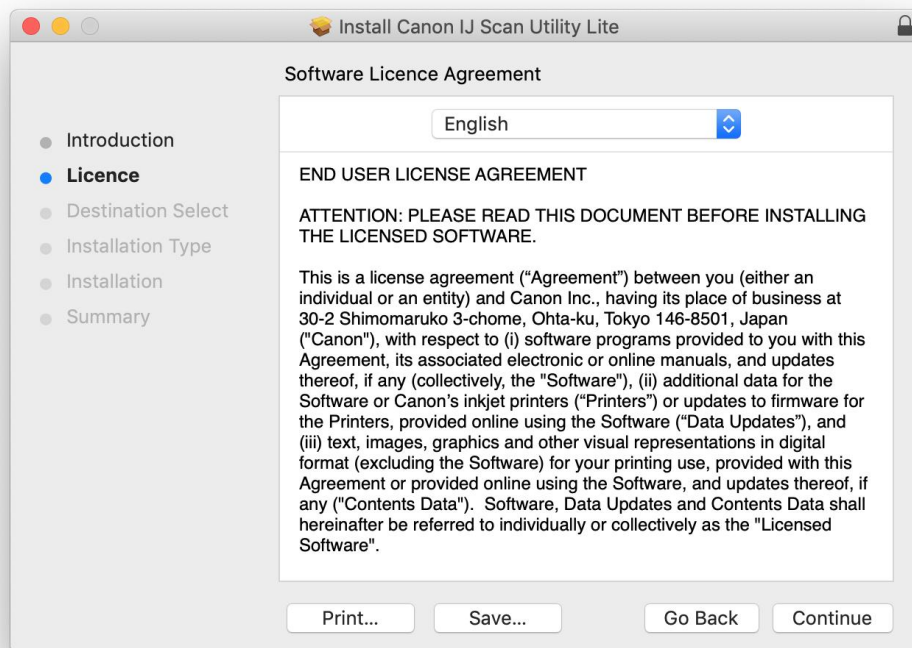 Install Canon IJ Scan Utility Lite
Software Licence Agreement
Introduction
Licence
Destination Select
Installation Type
Installation
Summary
English
END USER LICENSE AGREEMENT
ATTENTION: PLEASE READ THIS DOCUMENT BEFORE INSTALLING
THE LICENSED SOFTWARE.
This is a license agreement (“Agreement”) between you (either an
individual or an entity) and Canon Inc., having its place of business at
30-2 Shimomaruko 3-chome, Ohta-ku, Tokyo 146-8501, Japan
("Canon"), with respect to (i) software programs provided to you with this
Agreement, its associated electronic or online manuals, and updates
thereof, if any (collectively, the "Software"), (ii) additional data for the
Software or Canon’s inkjet printers (“Printers”) or updates to firmware for
the Printers, provided online using the Software (“Data Updates”), and
(iii) text, images, graphics and other visual representations in digital
format (excluding the Software) for your printing use, provided with this
Agreement or provided online using the Software, and updates thereof, if
any ("Contents Data").  Software, Data Updates and Contents Data shall
hereinafter be referred to individually or collectively as the "Licensed
Software".
Print...
Save...
Go Back
Continue